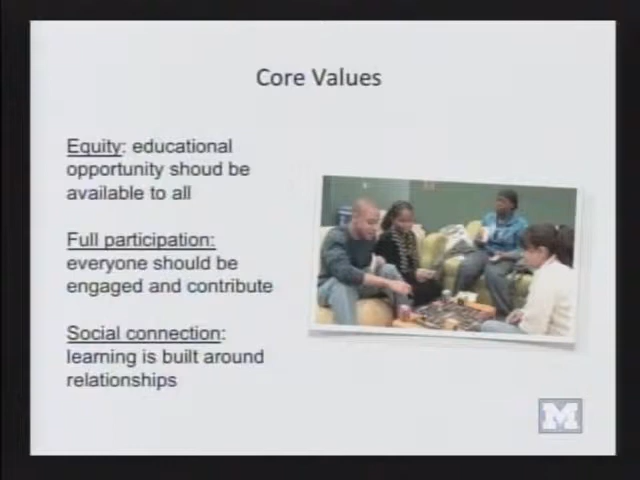 Core Values
Equity: educational
opportunity shoud be
available to all
Full participation:
everyone should be
engaged and contribute
Social connection:
learning is built around
relationships
M